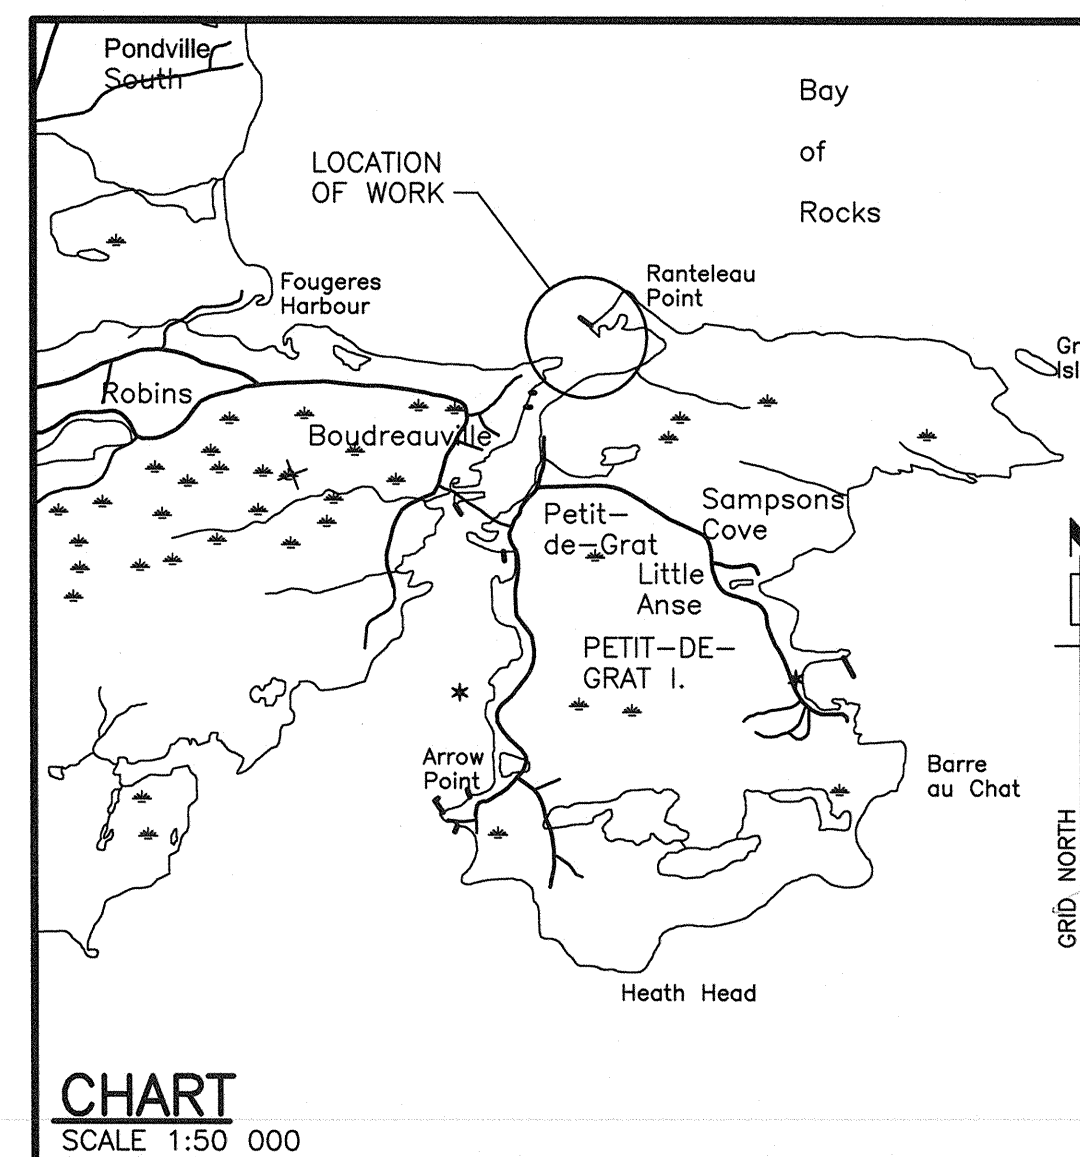 Pondville
South
Bay
of
Rocks
LOCATION
OF WORK
Ranteleau
Point
Fougeres
Harbour
Gr
Isl
Robins
Boudreauville
Sampsons
Cove
Petit-
de-Grat
Little
Anse
PETIT-DE-
GRAT I.
Arrow
Point
Barre
au Chat
GRID NORTH
Heath Head
CHART
SCALE 1:50 000